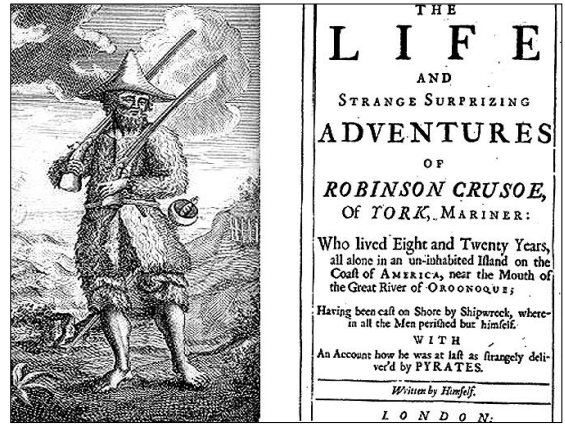 THE
LIFE
AND
STRANGE SURPRIZING
ADVENTURES
OF
ROBINSON CRUSOE,
Of YORK, MARINER:
Who lived Eight and Twenty Years,
all alone in an un-inhabited Iſland on the
Coaſt of AMERICA, near the Mouth of
the Great River of OROONOQUE;
Having been caſt on Shore by Shipwreck, where-
in all the Men periſhed but himſelf.
WITH
An Account how he was at laſt as ſtrangely deli-
ver'd by PYRATES.
Written by Himſelf.
LONDON: